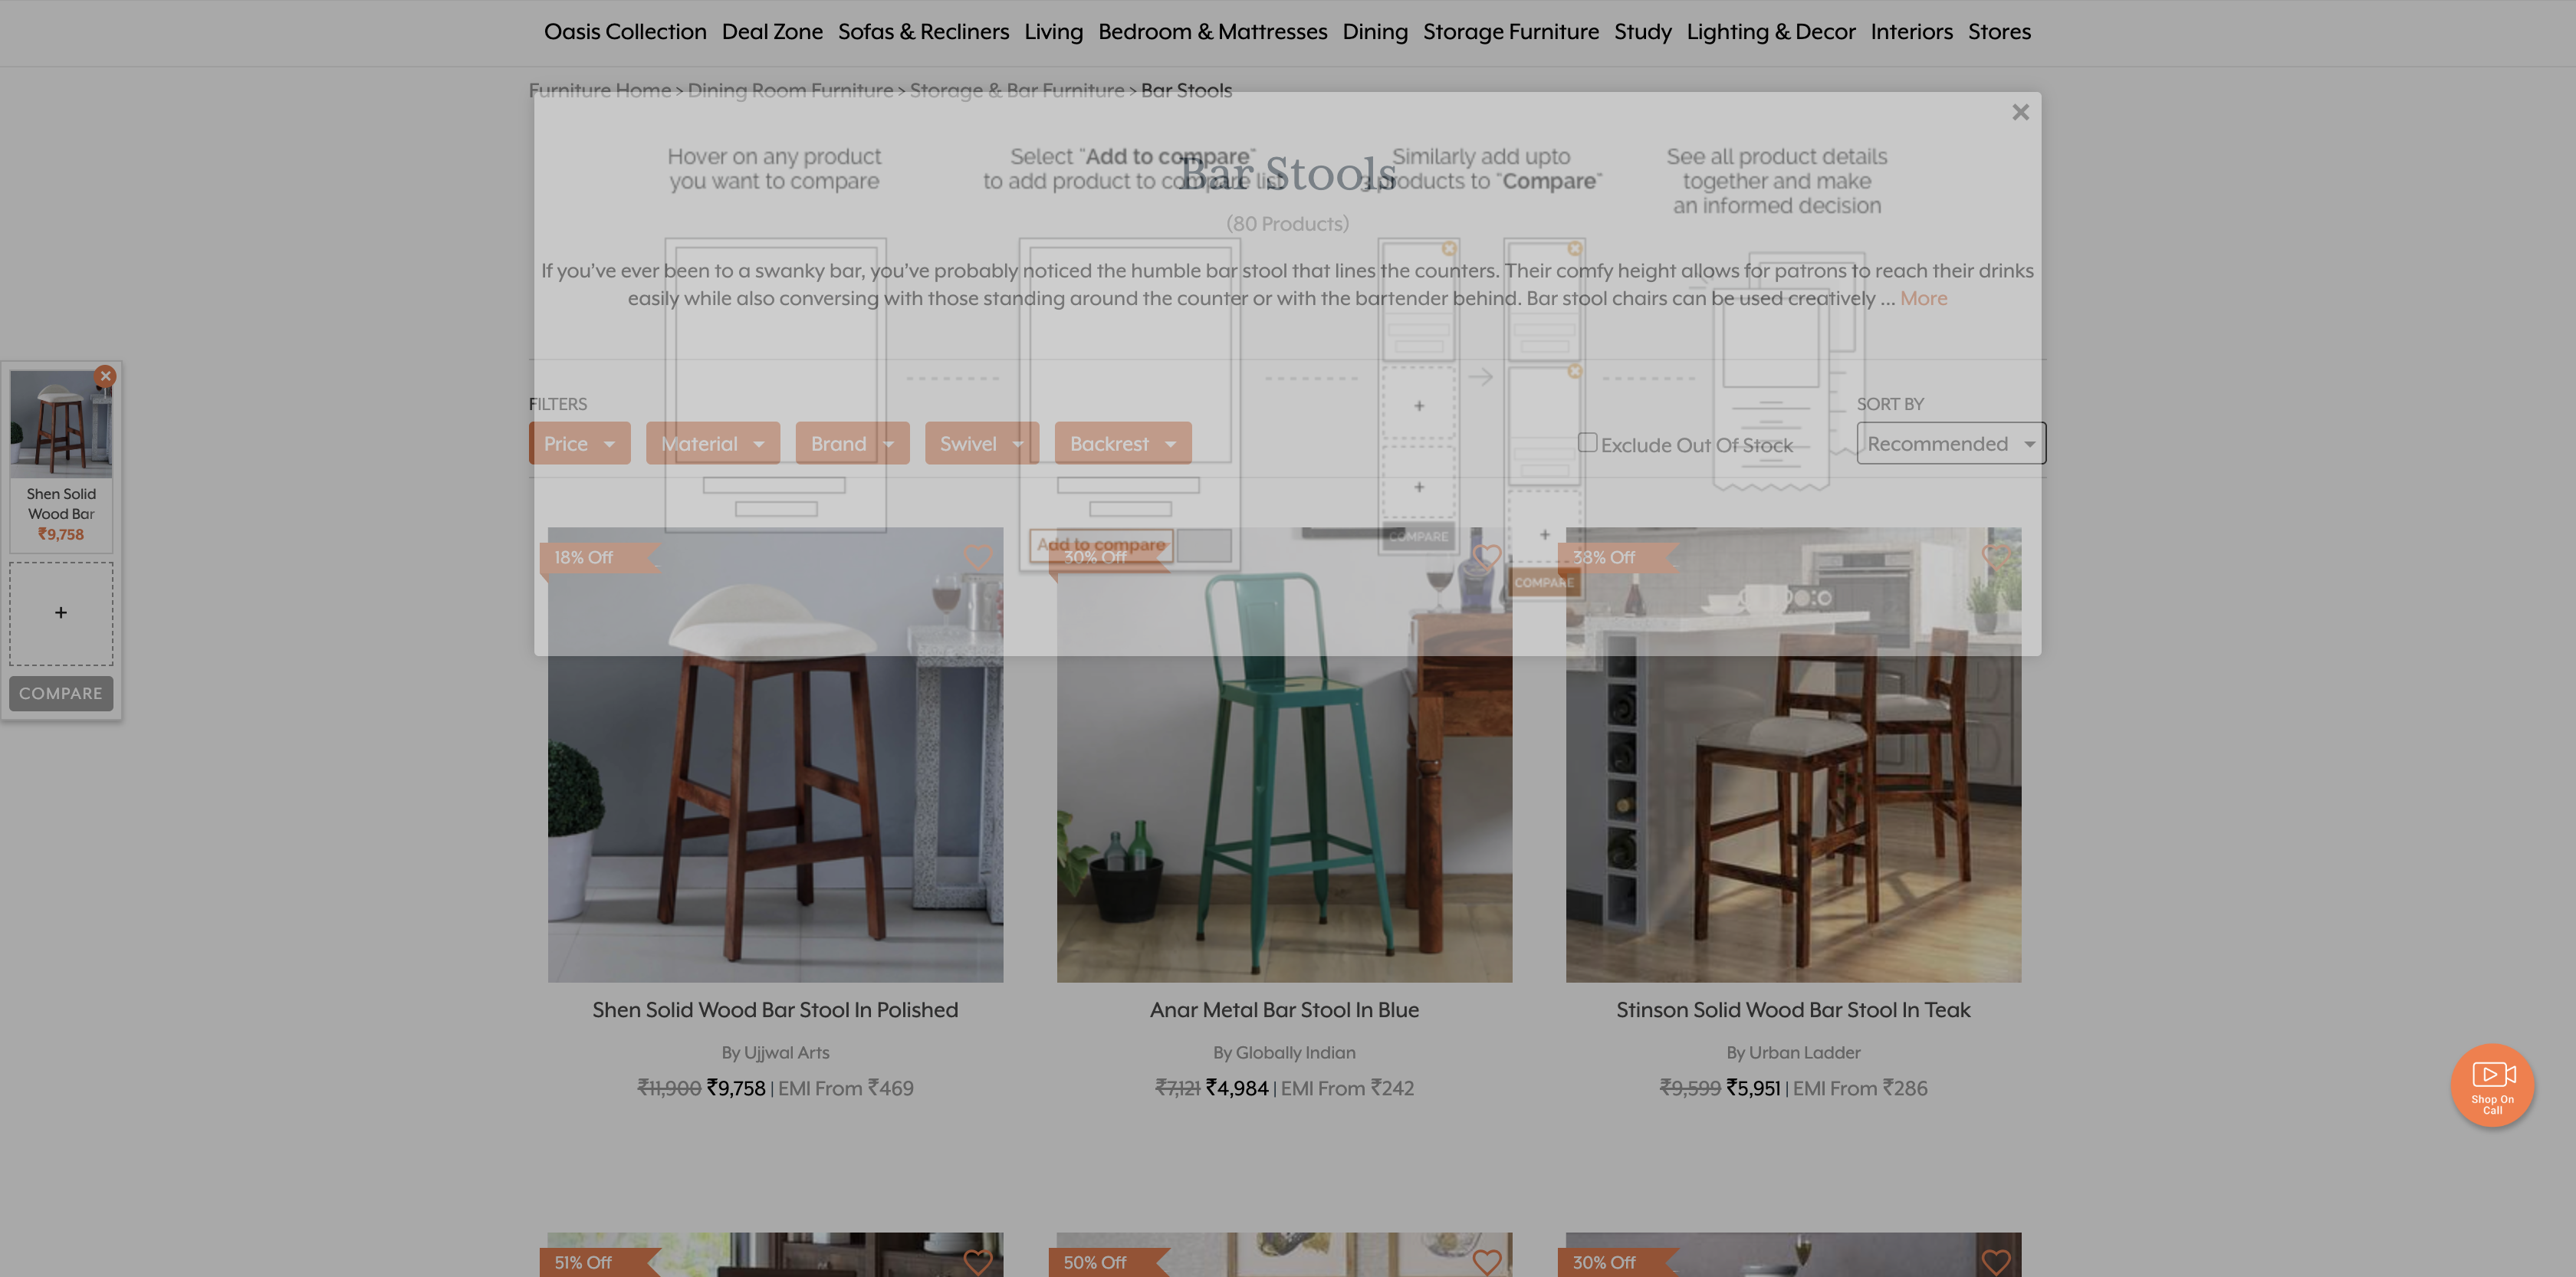 Oasis Collection Deal Zone Sofas & Recliners Living Bedroom & Mattresses Dining Storage Furniture Study Lighting & Decor Interiors Stores
Furniture Home > Dining Room Furniture > Storage & Bar Furniture > Bar Stools
Hover on any product
you want to compare
Select "Add to compare"
to add product to compare list
Similarly add upto
3 products to "Compare"
See all product details
together and make
an informed decision
Bar Stools
(80 Products)
If you've ever been to a swanky bar, you've probably noticed the humble bar stool that lines the counters. Their comfy height allows for patrons to reach their drinks
easily while also conversing with those standing around the counter or with the bartender behind. Bar stool chairs can be used creatively ... More
FILTERS
Price Material Brand Swivel Backrest
Exclude Out Of Stock
SORT BY
Recommended
Add to compare
COMPARE
COMPARE
Shen Solid
Wood Bar
₹9,758
+
COMPARE
18% Off
30% Off
38% Off
Shen Solid Wood Bar Stool In Polished
By Ujjwal Arts
₹11,900 ₹9,758 | EMI From ₹469
Anar Metal Bar Stool In Blue
By Globally Indian
₹7,121 ₹4,984 | EMI From ₹242
Stinson Solid Wood Bar Stool In Teak
By Urban Ladder
₹9,599 ₹5,951 | EMI From ₹286
Shop On
Call
51% Off
50% Off
30% Off